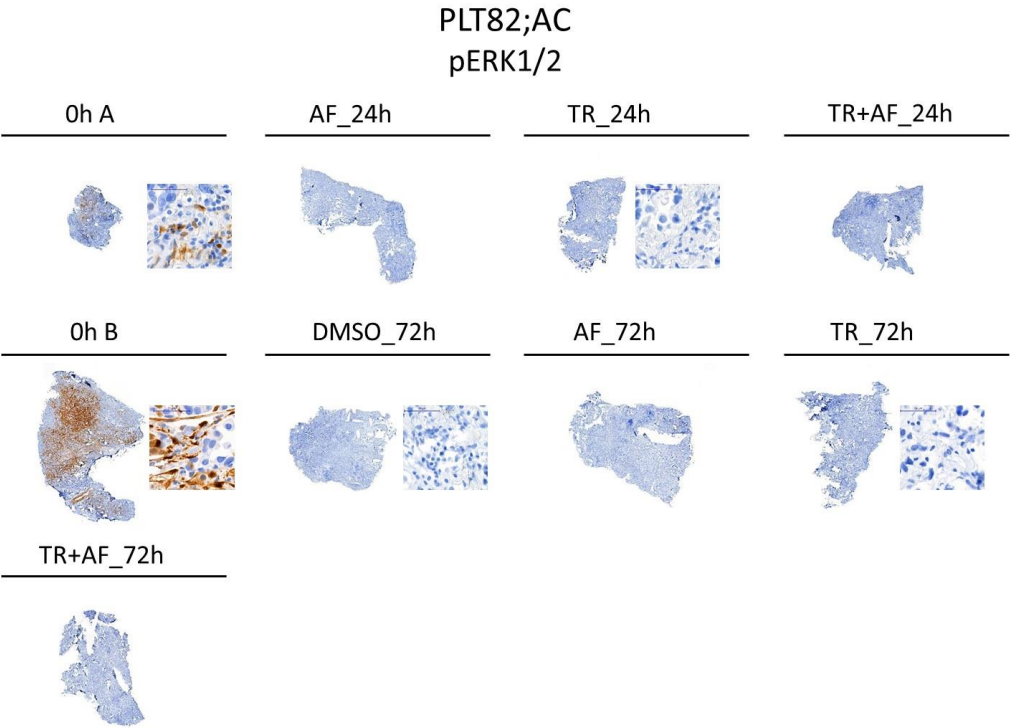 PLT82;AC
pERK1/2
0h A
AF_24h
TR_24h
TR+AF_24h
0h B
DMSO_72h
AF_72h
TR_72h
TR+AF_72h